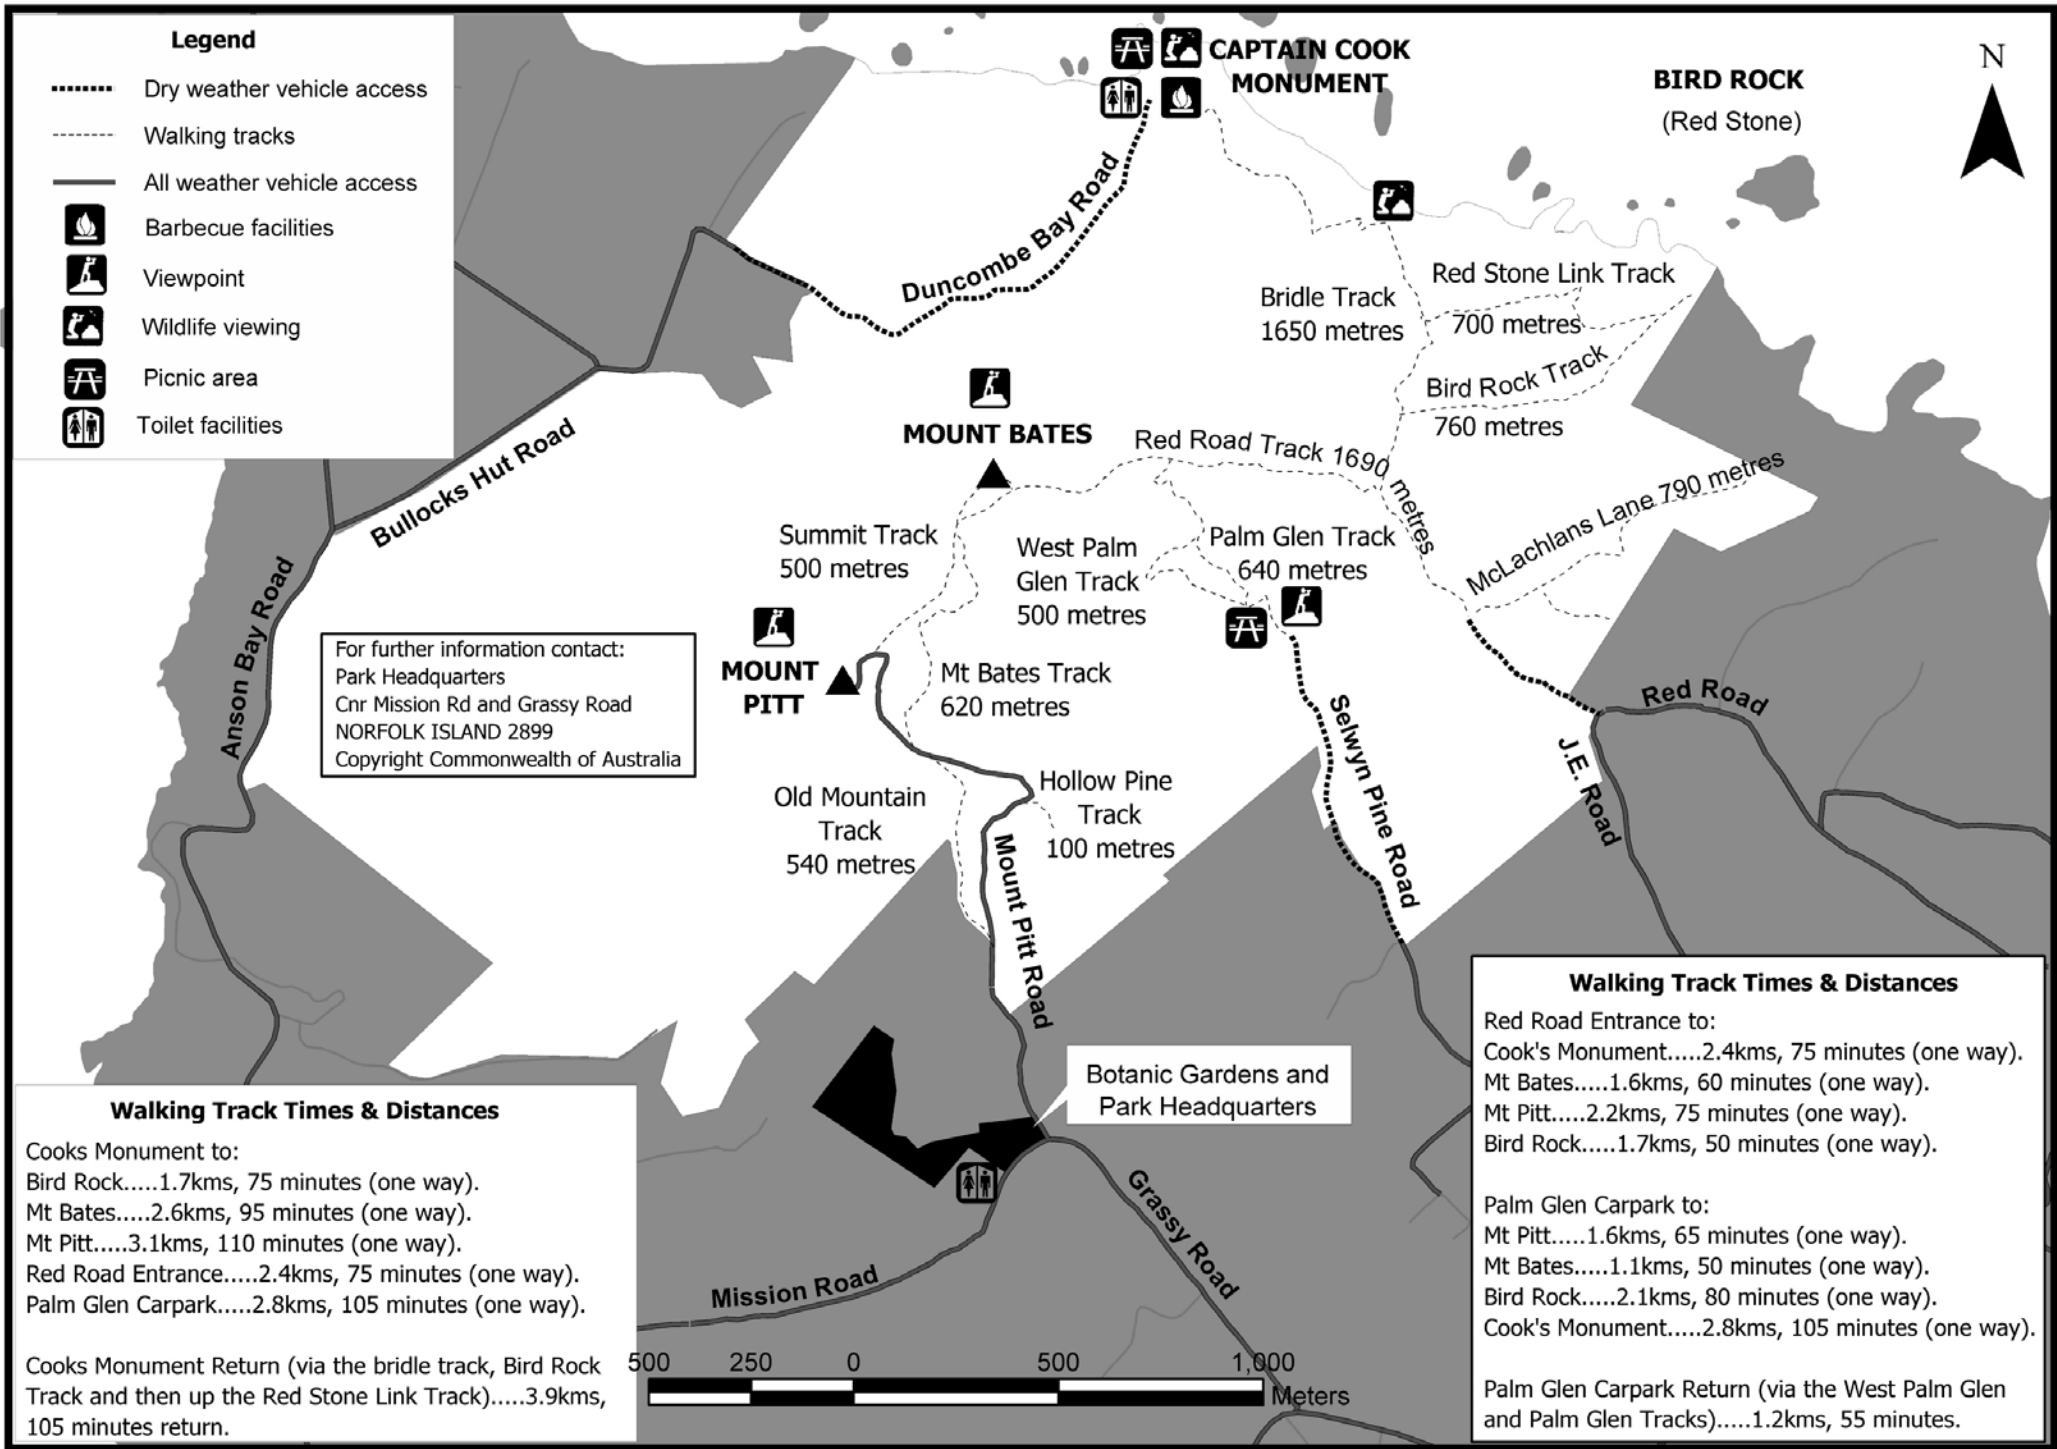 Legend
Dry weather vehicle access
Walking tracks
All weather vehicle access
Barbecue facilities
Viewpoint
Wildlife viewing
Picnic area
Toilet facilities
CAPTAIN COOK
MONUMENT
BIRD ROCK
(Red Stone)
N
Duncombe Bay Road
Bridle Track
1650 metres
Red Stone Link Track
700 metres
Bird Rock Track
760 metres
MOUNT BATES
Red Road Track 1690 metres
McLachlans Lane 790 metres
Bullocks Hut Road
Anson Bay Road
Summit Track
500 metres
West Palm
Glen Track
500 metres
Palm Glen Track
640 metres
For further information contact:
Park Headquarters
Cnr Mission Rd and Grassy Road
NORFOLK ISLAND 2899
Copyright Commonwealth of Australia
MOUNT
PITT
Mt Bates Track
620 metres
Selwyn Pine Road
Red Road
J.E. Road
Old Mountain
Track
540 metres
Hollow Pine
Track
100 metres
Mount Pitt Road
Botanic Gardens and
Park Headquarters
Grassy Road
Mission Road
500 250 0 500 1,000
Meters
Walking Track Times & Distances
Cooks Monument to:
Bird Rock.....1.7kms, 75 minutes (one way).
Mt Bates.....2.6kms, 95 minutes (one way).
Mt Pitt.....3.1kms, 110 minutes (one way).
Red Road Entrance.....2.4kms, 75 minutes (one way).
Palm Glen Carpark.....2.8kms, 105 minutes (one way).
Cooks Monument Return (via the bridle track, Bird Rock
Track and then up the Red Stone Link Track).....3.9kms,
105 minutes return.
Walking Track Times & Distances
Red Road Entrance to:
Cook's Monument.....2.4kms, 75 minutes (one way).
Mt Bates.....1.6kms, 60 minutes (one way).
Mt Pitt.....2.2kms, 75 minutes (one way).
Bird Rock.....1.7kms, 50 minutes (one way).
Palm Glen Carpark to:
Mt Pitt.....1.6kms, 65 minutes (one way).
Mt Bates.....1.1kms, 50 minutes (one way).
Bird Rock.....2.1kms, 80 minutes (one way).
Cook's Monument.....2.8kms, 105 minutes (one way).
Palm Glen Carpark Return (via the West Palm Glen
and Palm Glen Tracks).....1.2kms, 55 minutes.